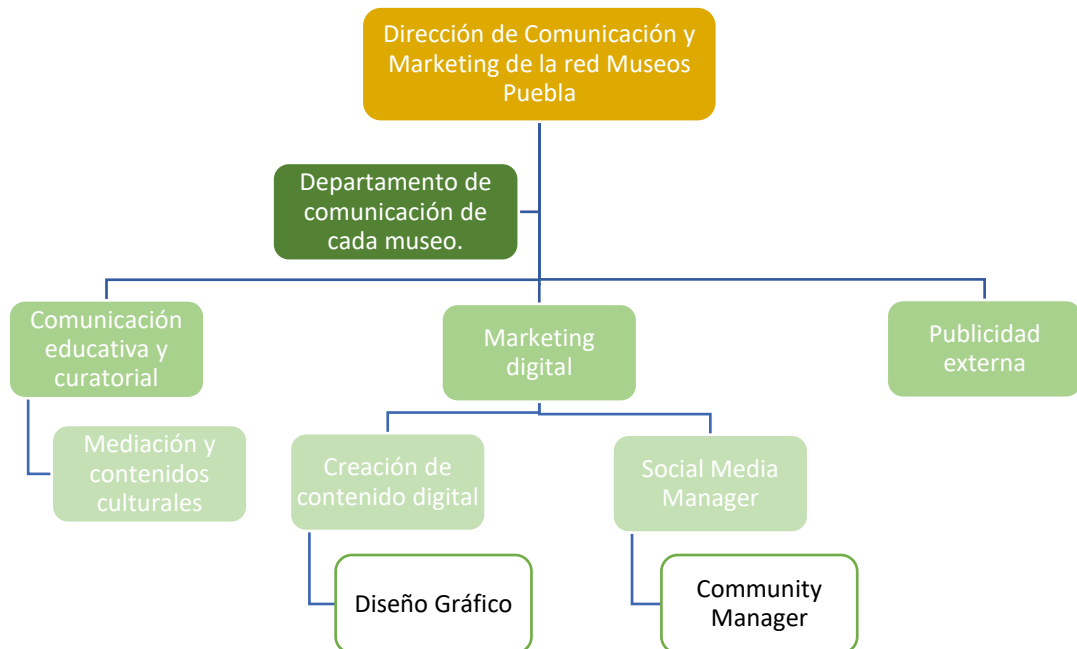 Dirección de Comunicación y
Marketing de la red Museos
Puebla
Departamento de
comunicación de
cada museo.
Comunicación
educativa y
curatorial
Marketing
digital
Publicidad
externa
Mediación y
contenidos
culturales
Creación de
contenido digital
Social Media
Manager
Diseño Gráfico
Community
Manager